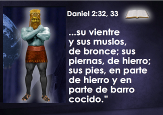 Daniel 2:32, 33
...su vientre
y sus muslos,
de bronce; sus
piernas, de hierro;
sus pies, en parte
de hierro y en
parte de barro
cocido."